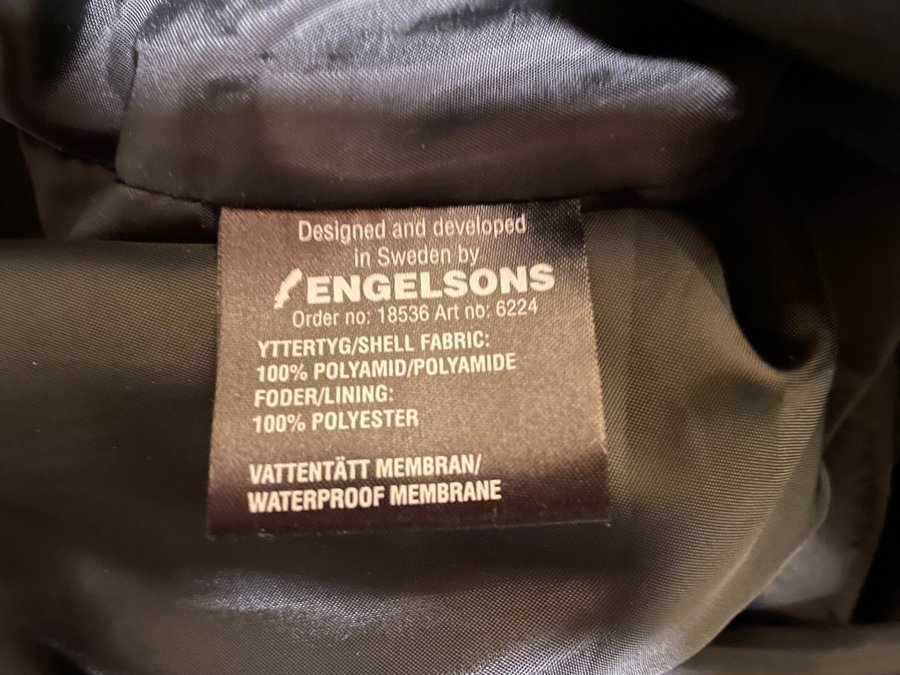 Designed and developed
in Sweden by
ENGELSONS
Order no: 18536 Art no: 6224
YTTERTYG/SHELL FABRIC:
100% POLYAMID/POLYAMIDE
FODER/LINING:
100% POLYESTER
VATTENTÄTT MEMBRAN/
WATERPROOF MEMBRANE